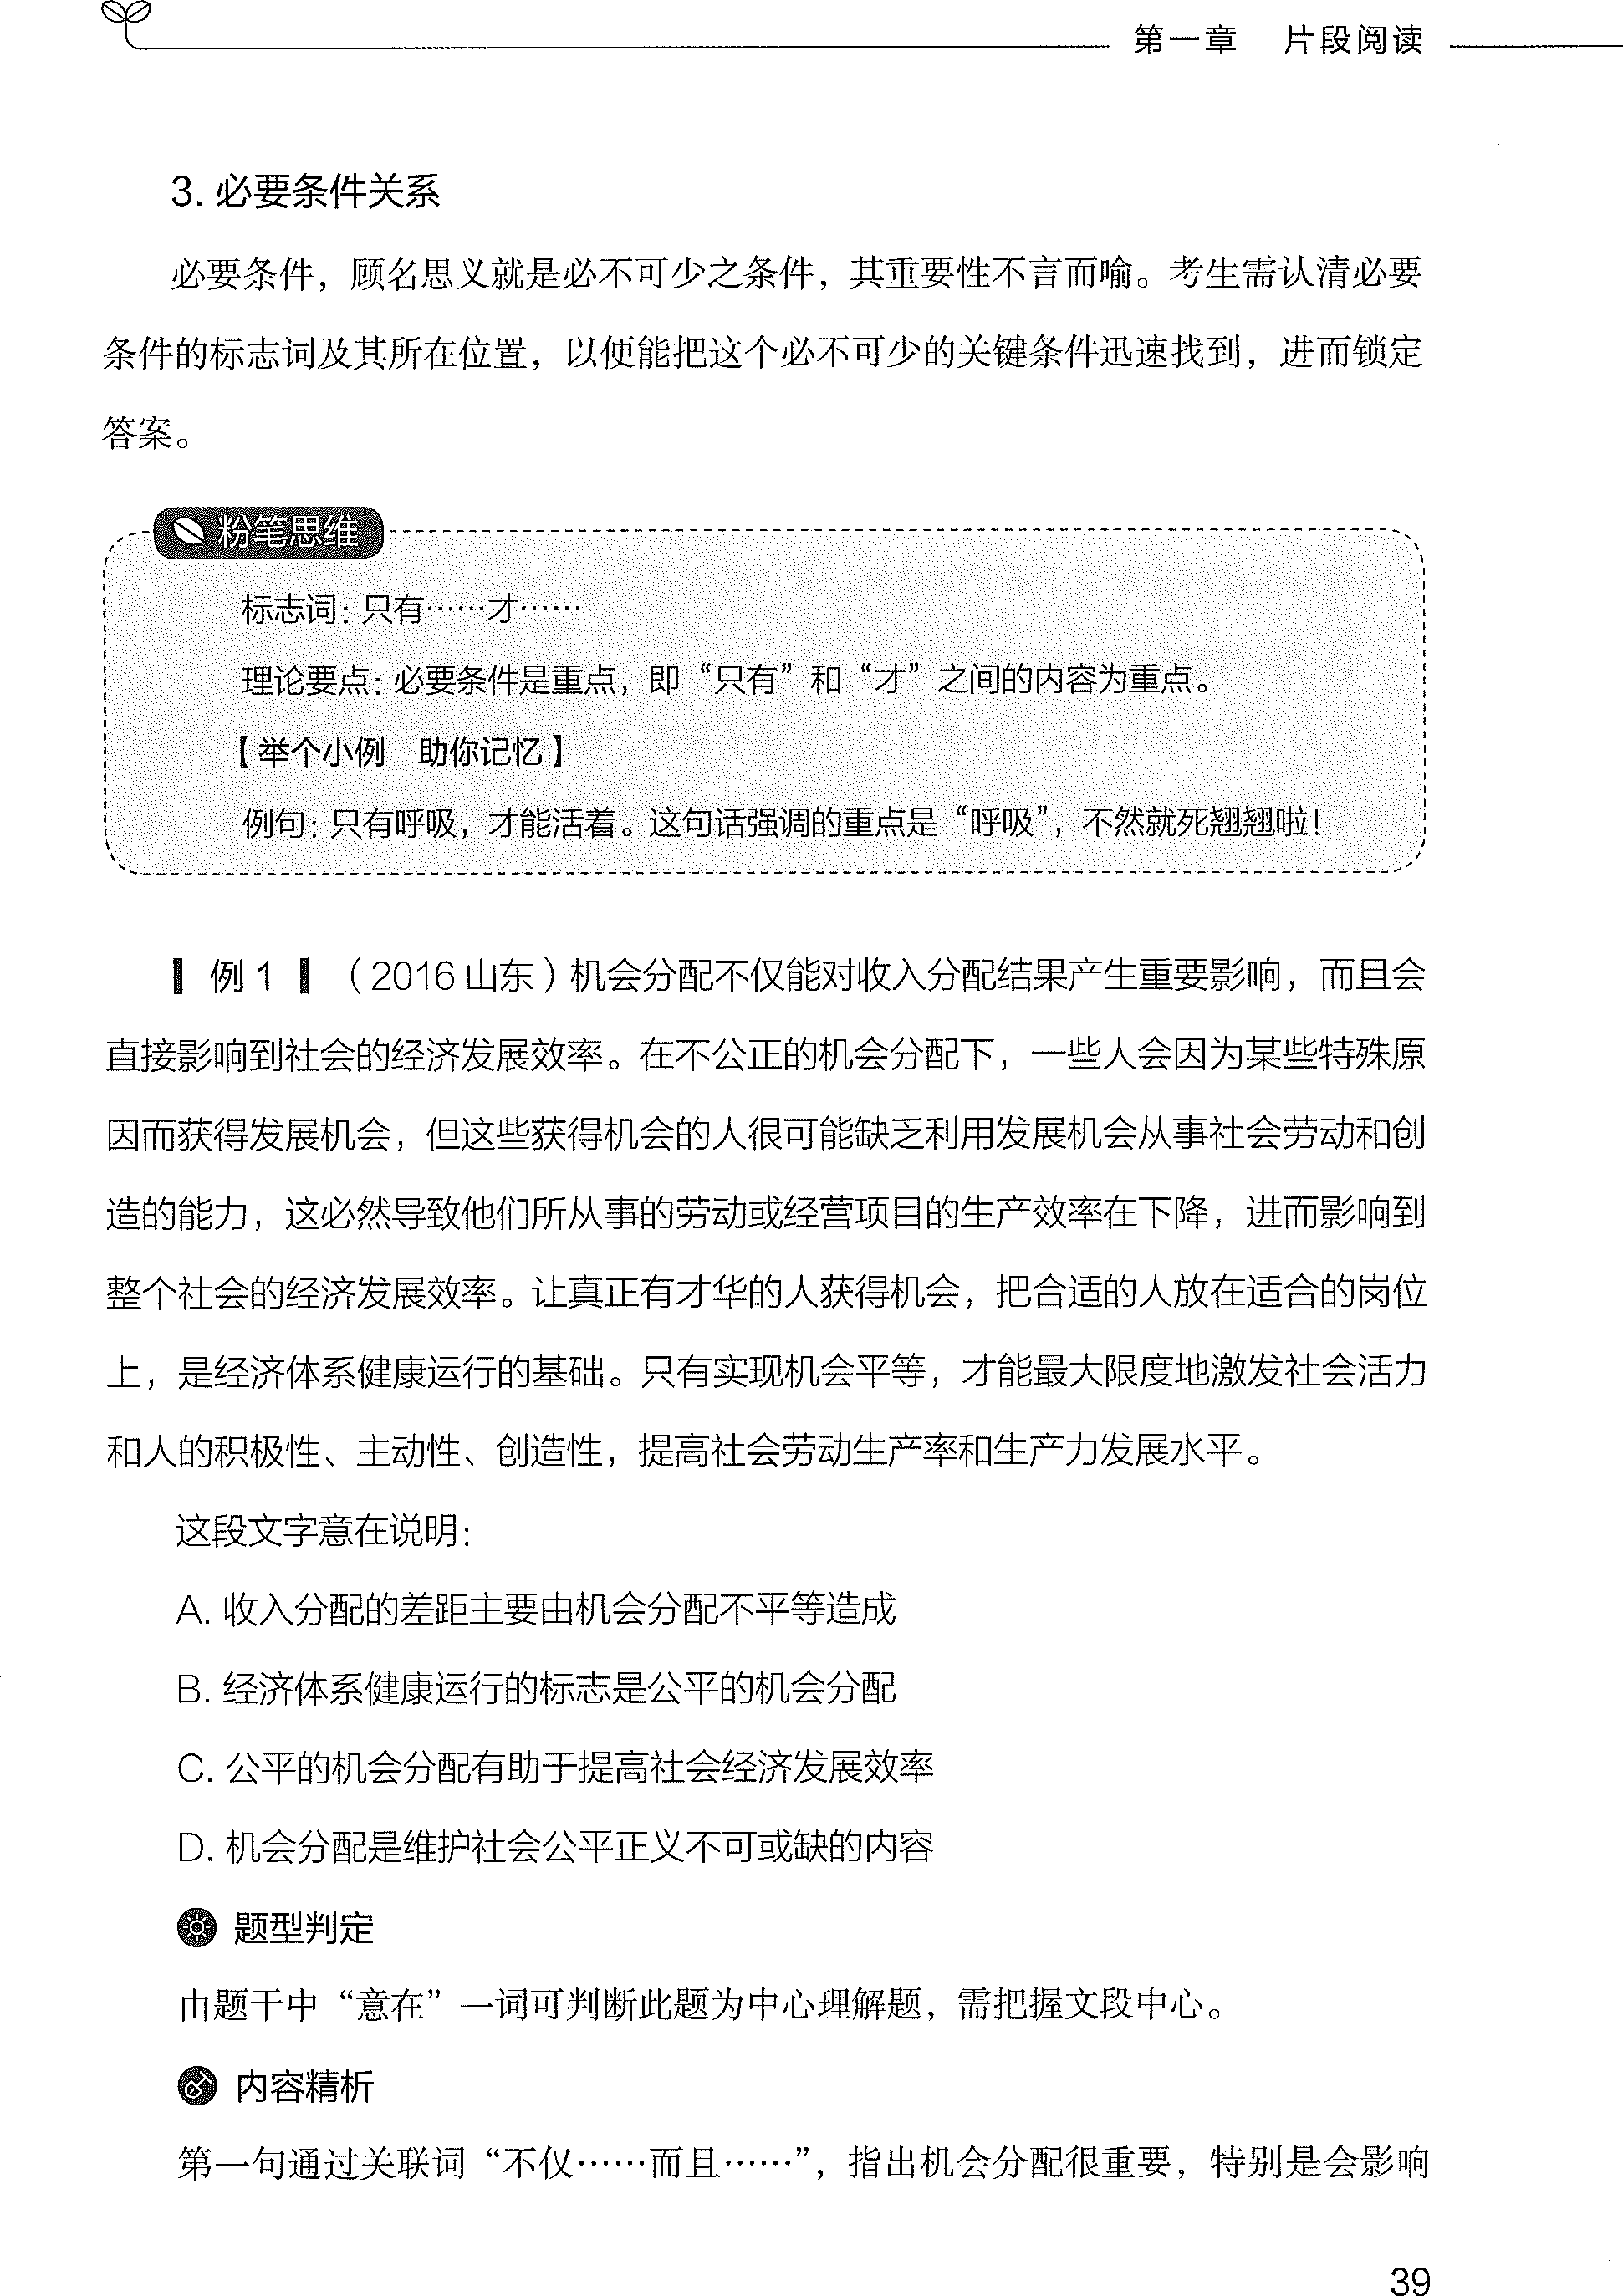 第一章　片段阅读
3. 必要条件关系
必要条件，顾名思义就是必不可少之条件，其重要性不言而喻。考生需认清必要
条件的标志词及其所在位置，以便能把这个必不可少的关键条件迅速找到，进而锁定
答案。
粉笔思维
标志词：只有……才……
理论要点：必要条件是重点，即“只有”和“才”之间的内容为重点。
【举个小例　助你记忆】
例句：只有呼吸，才能活着。这句话强调的重点是“呼吸”，不然就死翘翘啦！
例 1 （2016 山东）机会分配不仅能对收入分配结果产生重要影响，而且会
直接影响到社会的经济发展效率。在不公正的机会分配下，一些人会因为某些特殊原
因而获得发展机会，但这些获得机会的人很可能缺乏利用发展机会从事社会劳动和创
造的能力，这必然导致他们所从事的劳动或经营项目的生产效率在下降，进而影响到
整个社会的经济发展效率。让真正有才华的人获得机会，把合适的人放在适合的岗位
上，是经济体系健康运行的基础。只有实现机会平等，才能最大限度地激发社会活力
和人的积极性、主动性、创造性，提高社会劳动生产率和生产力发展水平。
这段文字意在说明：
A. 收入分配的差距主要由机会分配不平等造成
B. 经济体系健康运行的标志是公平的机会分配
C. 公平的机会分配有助于提高社会经济发展效率
D. 机会分配是维护社会公平正义不可或缺的内容
题型判定
由题干中“意在”一词可判断此题为中心理解题，需把握文段中心。
内容精析
第一句通过关联词“不仅……而且……”，指出机会分配很重要，特别是会影响
39